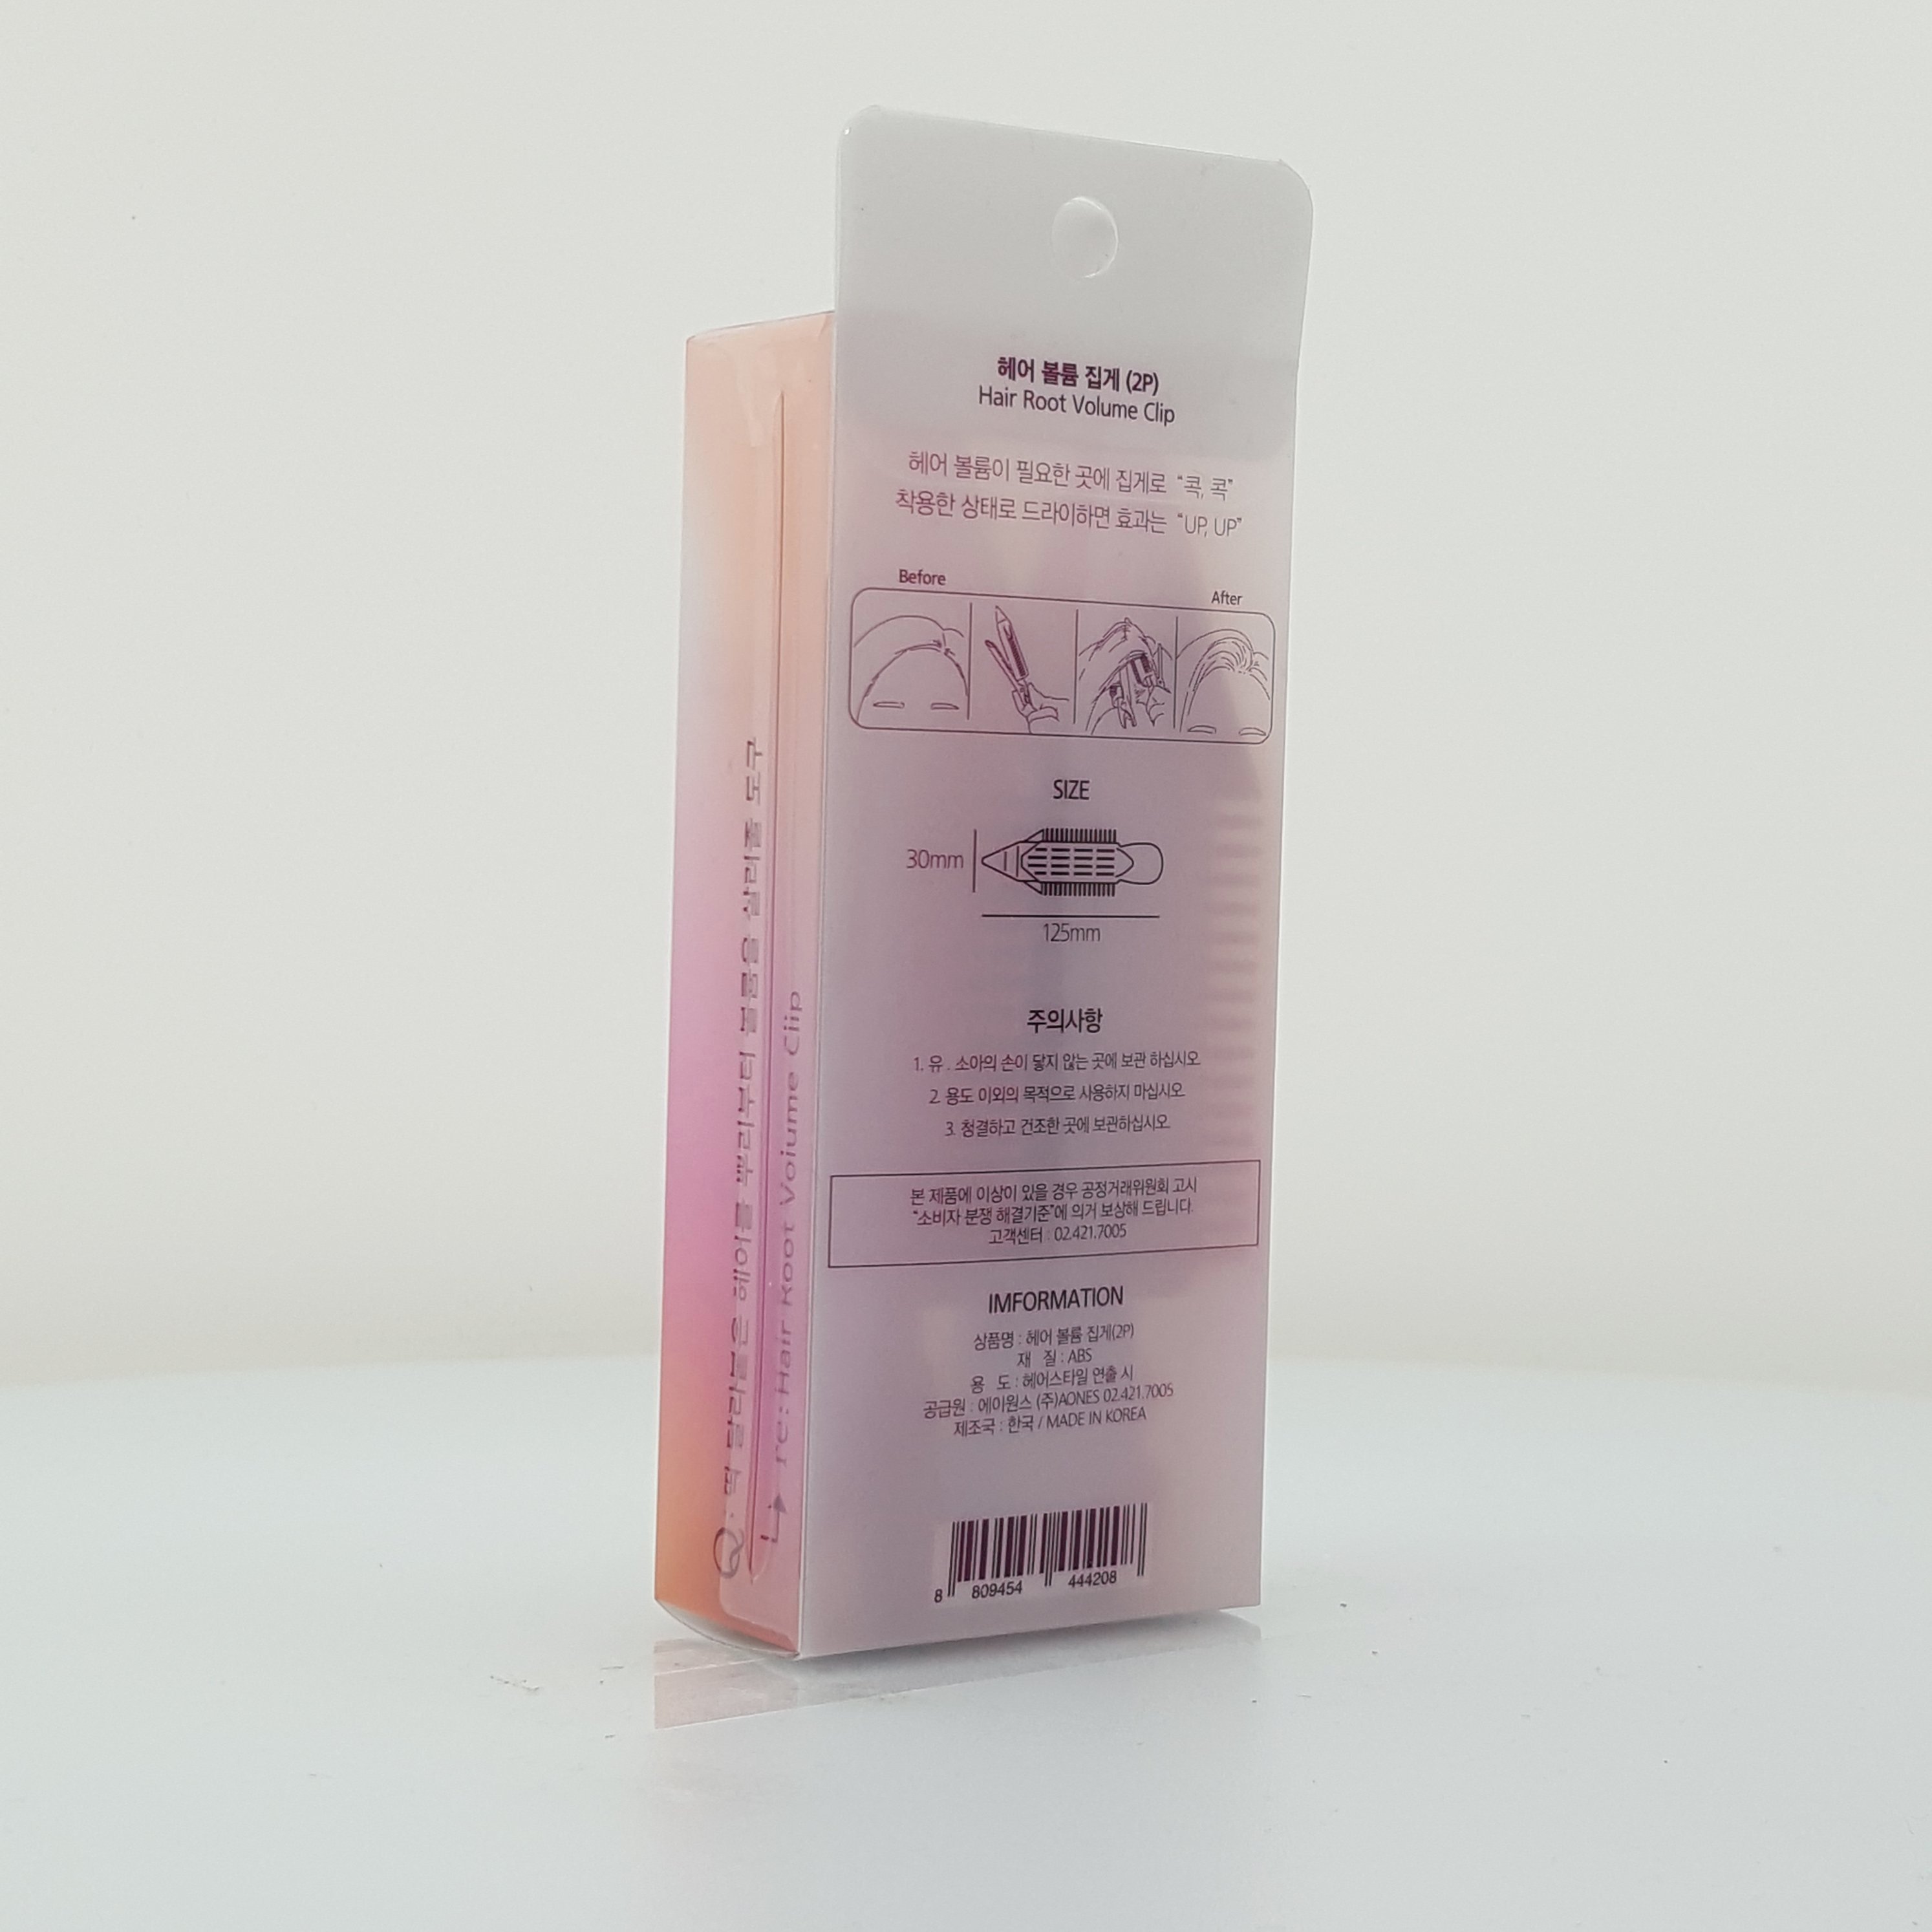 헤어 볼륨 집게 (2P)
Hair Root Volume Clip
헤어 볼륨이 필요한 곳에 집게로 “콕, 콕”
착용한 상태로 드라이하면 효과는 “UP, UP”
Before
After
SIZE
30mm
125mm
주의사항
1. 유 . 소아의 손이 닿지 않는 곳에 보관 하십시오.
2. 용도 이외의 목적으로 사용하지 마십시오.
3. 청결하고 건조한 곳에 보관하십시오.
본 제품에 이상이 있을 경우 공정거래위원회 고시
“소비자 분쟁 해결기준”에 의거 보상해 드립니다.
고객센터 : 02.421.7005
IMFORMATION
상품명 : 헤어 볼륨 집게(2P)
재 질 : ABS
용 도 : 헤어스타일 연출 시
공급원 : 에이원스 (주)AONES 02.421.7005
제조국 : 한국 / MADE IN KOREA
8 809454 444208
re:Hair Root Volume Clip